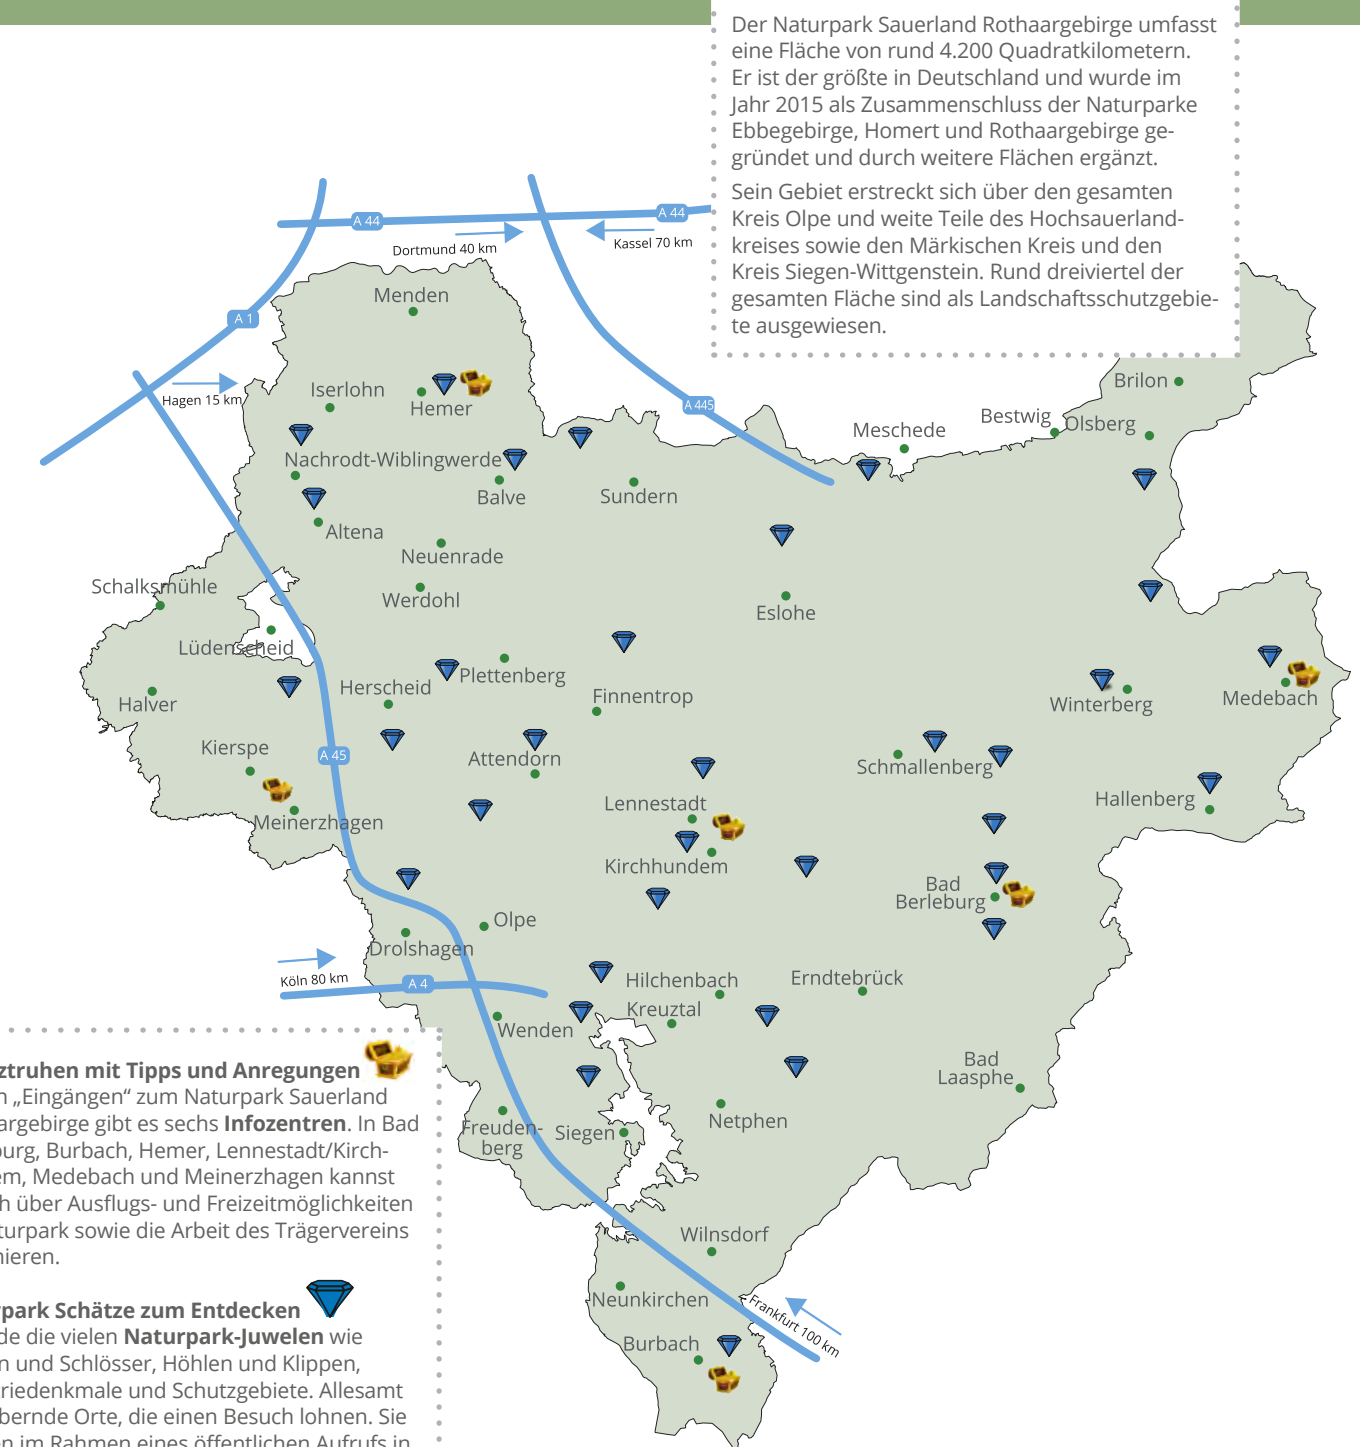 Der Naturpark Sauerland Rothaargebirge umfasst
eine Fläche von rund 4.200 Quadratkilometern.
Er ist der größte in Deutschland und wurde im
Jahr 2015 als Zusammenschluss der Naturparke
Ebbegebirge, Homert und Rothaargebirge ge-
gründet und durch weitere Flächen ergänzt.
Sein Gebiet erstreckt sich über den gesamten
Kreis Olpe und weite Teile des Hochsauerland-
kreises sowie den Märkischen Kreis und den
Kreis Siegen-Wittgenstein. Rund dreiviertel der
gesamten Fläche sind als Landschaftsschutzgebie-
te ausgewiesen.
A 44
A 44
Dortmund 40 km
Kassel 70 km
Menden
A 1
Hagen 15 km
Iserlohn
Hemer
A 445
Brilon
Bestwig
Olsberg
Meschede
Nachrodt-Wiblingwerde
Balve
Sundern
Altena
Neuenrade
Werdohl
Schalksmühle
Eslohe
Lüdenscheid
Plettenberg
Herscheid
Halver
Finnentrop
Winterberg
Medebach
Kierspe
A 45
Attendorn
Schmallenberg
Lennestadt
Hallenberg
Meinerzhagen
Kirchhundem
Bad
Berleburg
Olpe
Drolshagen
Köln 80 km
A 4
Hilchenbach
Erndtebrück
Kreuztal
Wenden
Bad
Laasphe
Netphen
Freuden-
berg
Siegen
Wilnsdorf
Neunkirchen
Frankfurt 100 km
Burbach
ztruhen mit Tipps und Anregungen
n „Eingängen“ zum Naturpark Sauerland
argebirge gibt es sechs Infozentren. In Bad
burg, Burbach, Hemer, Lennestadt/Kirch-
em, Medebach und Meinerzhagen kannst
h über Ausflugs- und Freizeitmöglichkeiten
turpark sowie die Arbeit des Trägervereins
nieren.
rpark Schätze zum Entdecken
de die vielen Naturpark-Juwelen wie
n und Schlösser, Höhlen und Klippen,
triedenkmale und Schutzgebiete. Allesamt
bernde Orte, die einen Besuch lohnen. Sie
en im Rahmen eines öffentlichen Aufrufs in